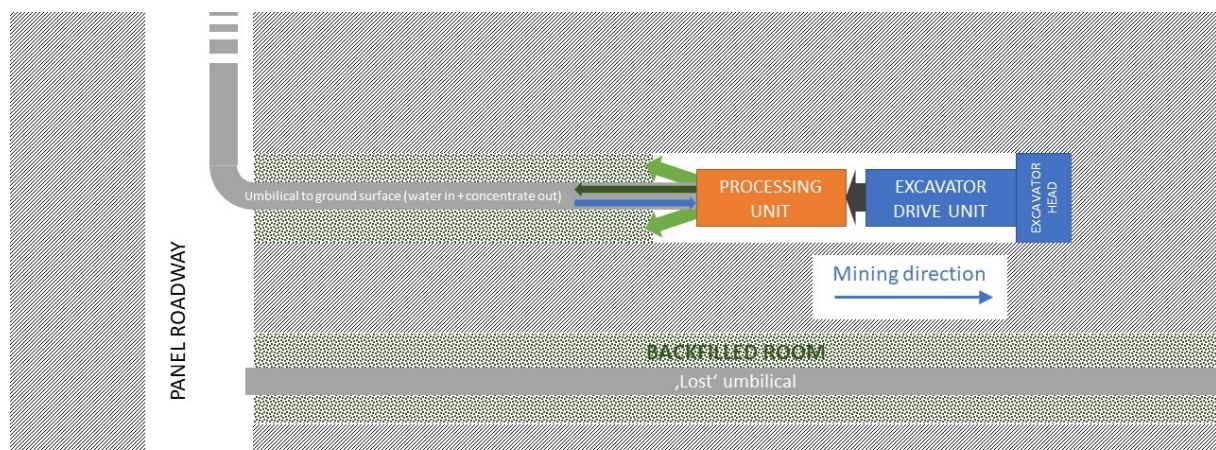 Umbilical to ground surface (water in + concentrate out)
PROCESSING
UNIT
EXCAVATOR
DRIVE UNIT
EXCAVATOR
HEAD
Mining direction
PANEL ROADWAY
BACKFILLED ROOM
‚Lost‘ umbilical